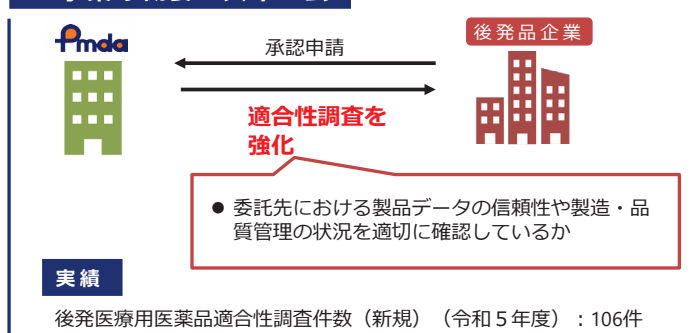 Pmda
後発品企業
承認申請
適合性調査を
強化
● 委託先における製品データの信頼性や製造・品
質管理の状況を適切に確認しているか
実績
後発医療用医薬品適合性調査件数（新規）（令和５年度）：106件